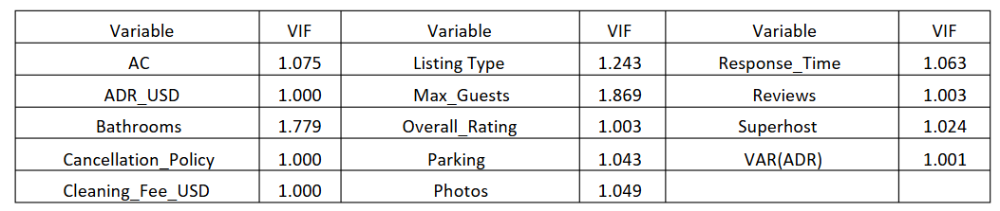 Variable VIF Variable VIF Variable VIF
AC 1.075 Listing Type 1.243 Response_Time 1.063
ADR_USD 1.000 Max_Guests 1.869 Reviews 1.003
Bathrooms 1.779 Overall_Rating 1.003 Superhost 1.024
Cancellation_Policy 1.000 Parking 1.043 VAR(ADR) 1.001
Cleaning_Fee_USD 1.000 Photos 1.049